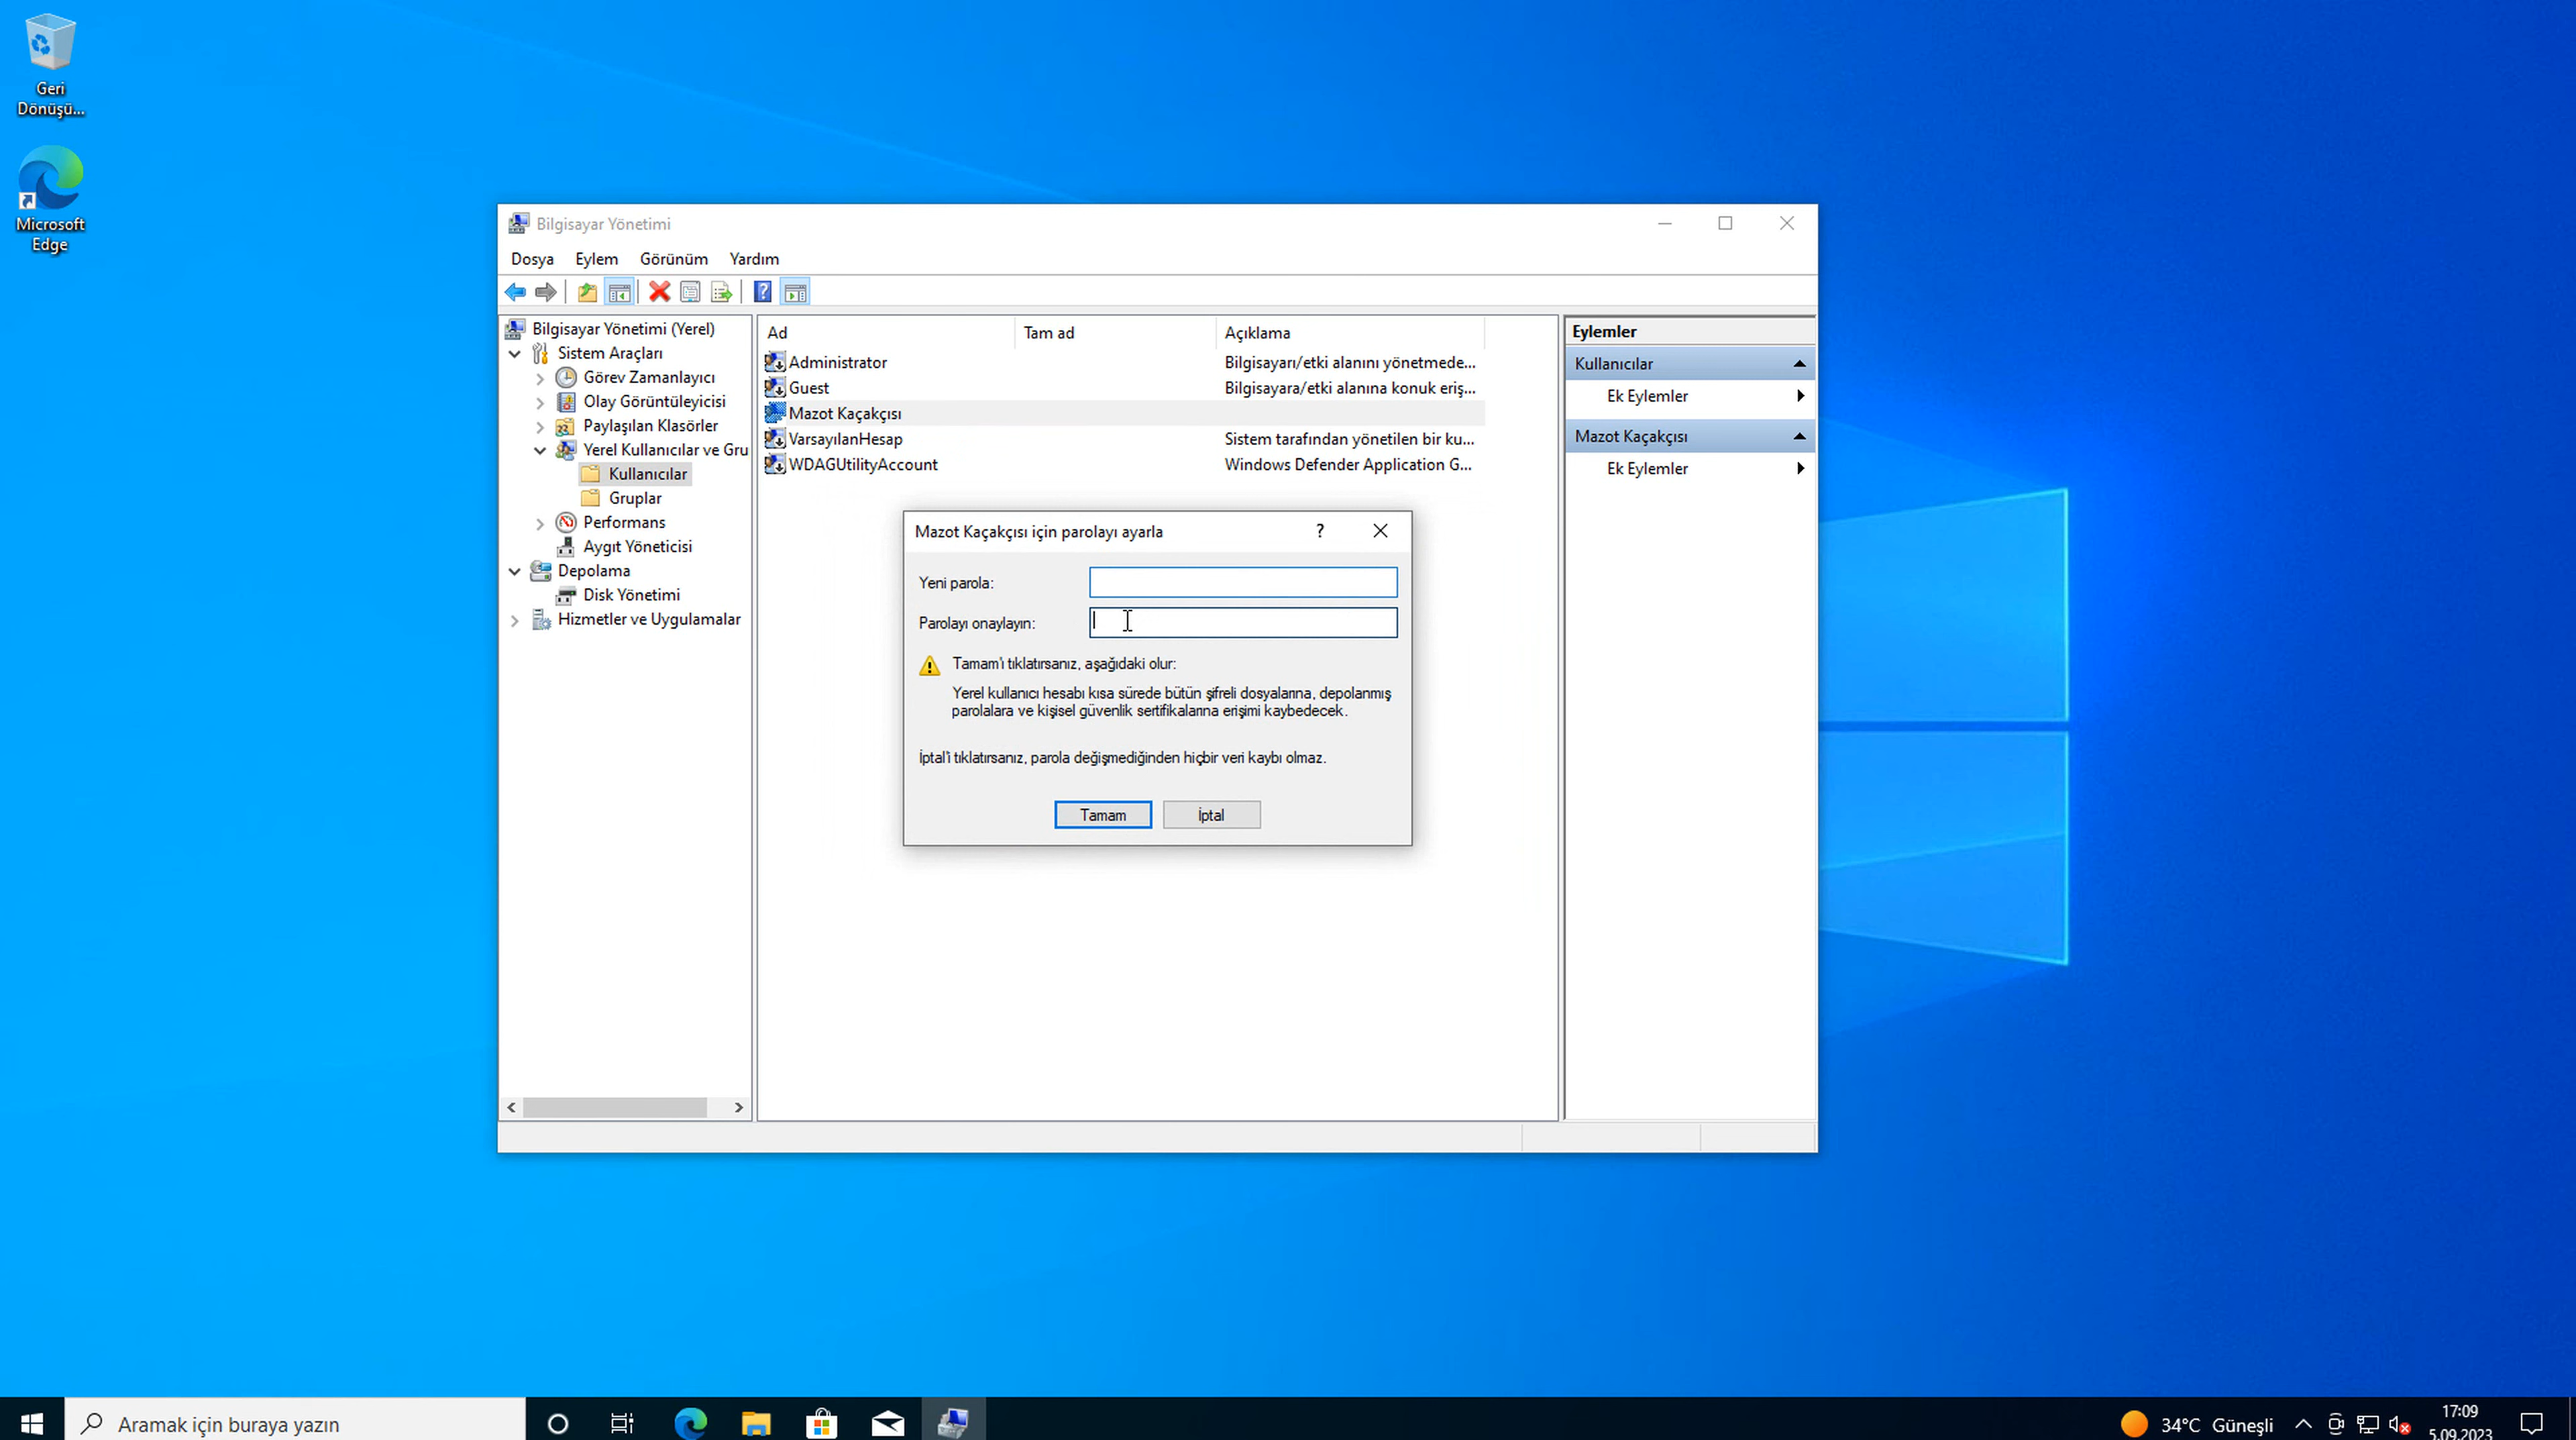 Geri
Dönüşü...
Microsoft
Edge
Bilgisayar Yönetimi
Dosya Eylem Görünüm Yardım
Bilgisayar Yönetimi (Yerel)
Sistem Araçları
Görev Zamanlayıcı
Olay Görüntüleyicisi
Paylaşılan Klasörler
Yerel Kullanıcılar ve Gru
Kullanıcılar
Gruplar
Performans
Aygıt Yöneticisi
Depolama
Disk Yönetimi
Hizmetler ve Uygulamalar
Ad Tam ad Açıklama
Administrator Bilgisayarı/etki alanını yönetmede...
Guest Bilgisayara/etki alanına konuk eriş...
Mazot Kaçakçısı
VarsayılanHesap Sistem tarafından yönetilen bir ku...
WDAGUtilityAccount Windows Defender Application G...
Eylemler
Kullanıcılar
Ek Eylemler
Mazot Kaçakçısı
Ek Eylemler
Mazot Kaçakçısı için parolayı ayarla
Yeni parola:
Parolayı onaylayın:
Tamam'ı tıklatırsanız, aşağıdaki olur:
Yerel kullanıcı hesabı kısa sürede bütün şifreli dosyalarına, depolanmış
parolalara ve kişisel güvenlik sertifikalarına erişimi kaybedecek.
İptal'i tıklatırsanız, parola değişmediğinden hiçbir veri kaybı olmaz.
Tamam İptal
Aramak için buraya yazın
34°C Güneşli
17:09
5.09.2023